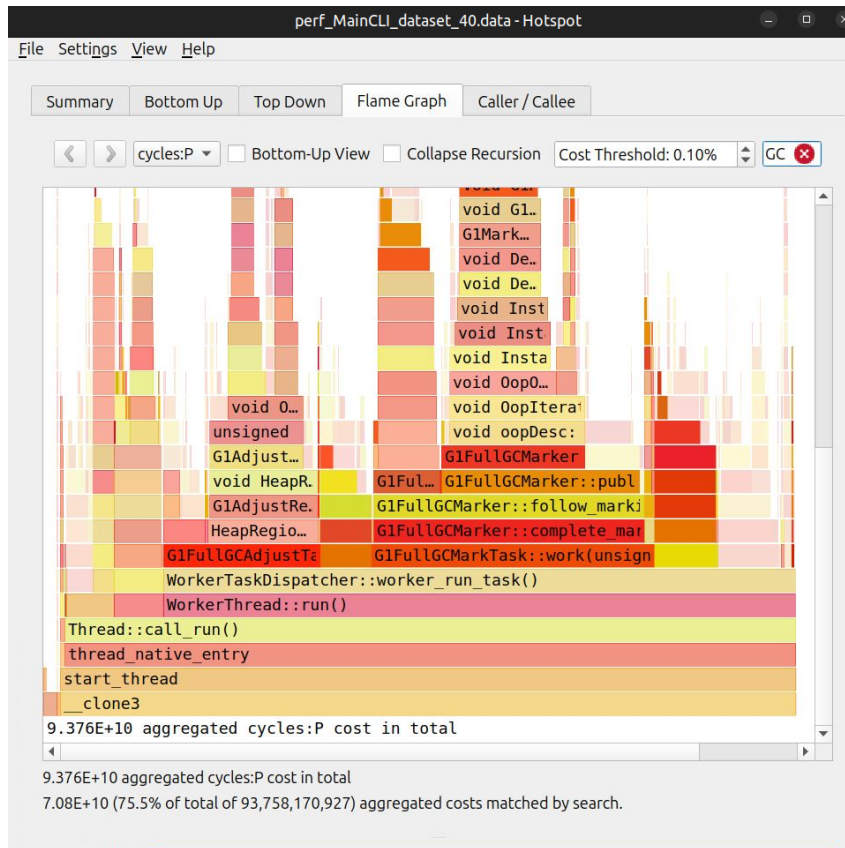 perf_MainCLI_dataset_40.data - Hotspot
File Settings View Help
Summary Bottom Up Top Down Flame Graph Caller / Callee
cycles:P Bottom-Up View Collapse Recursion Cost Threshold: 0.10% GC
void G1..
G1Mark…
void De..
void De..
void Inst
void Inst
void Insta
void OopO…
void O… void OopIterat
unsigned void oopDesc:
G1Adjust… G1FullGCMarker
void HeapR. G1Ful… G1FullGCMarker::publ
G1AdjustRe. G1FullGCMarker::follow_marki
HeapRegio… G1FullGCMarker::complete_mar
G1FullGCAdjustTa G1FullGCMarkTask::work(unsign
WorkerTaskDispatcher::worker_run_task()
WorkerThread::run()
Thread::call_run()
thread_native_entry
start_thread
__clone3
9.376E+10 aggregated cycles:P cost in total
9.376E+10 aggregated cycles:P cost in total
7.08E+10 (75.5% of total of 93,758,170,927) aggregated costs matched by search.